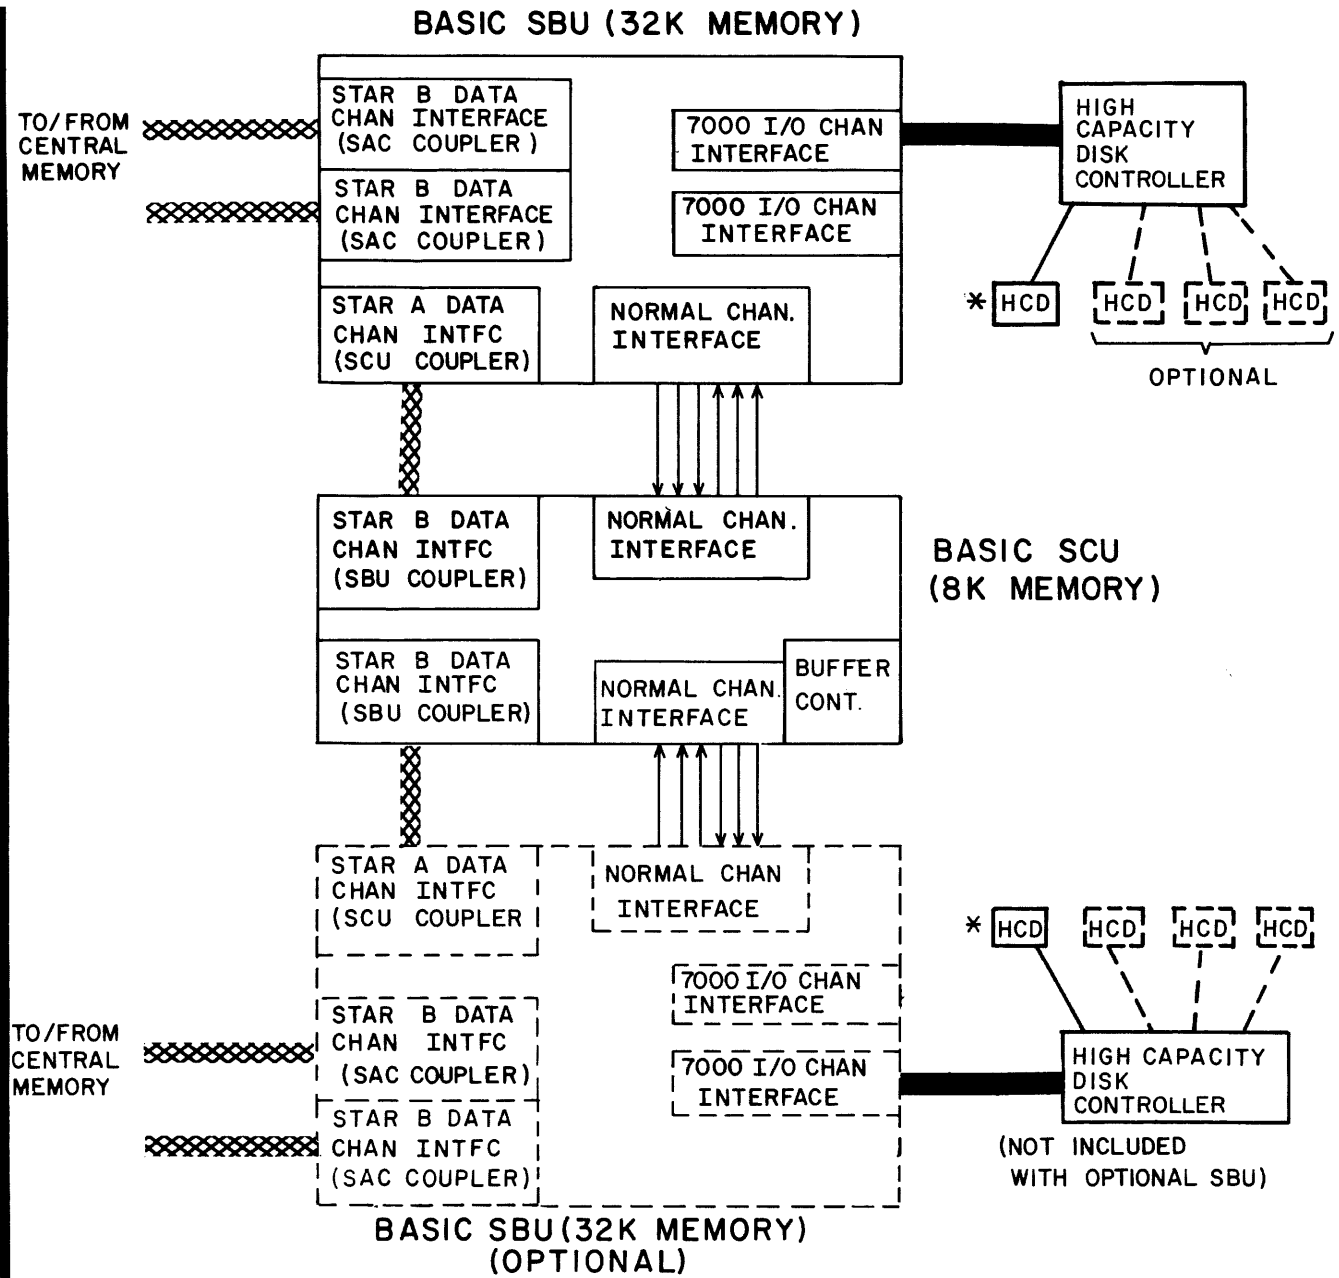 BASIC SBU (32K MEMORY)
TO/FROM
CENTRAL
MEMORY
STAR B DATA
CHAN INTERFACE
(SAC COUPLER)
STAR B DATA
CHAN INTERFACE
(SAC COUPLER)
7000 I/O CHAN
INTERFACE
7000 I/O CHAN
INTERFACE
HIGH
CAPACITY
DISK
CONTROLLER
* HCD HCD HCD HCD
OPTIONAL
STAR A DATA
CHAN INTFC
(SCU COUPLER)
NORMAL CHAN.
INTERFACE
STAR B DATA
CHAN INTFC
(SBU COUPLER)
NORMAL CHAN.
INTERFACE
BASIC SCU
(8K MEMORY)
STAR B DATA
CHAN INTFC
(SBU COUPLER)
NORMAL CHAN.
INTERFACE
BUFFER
CONT.
STAR A DATA
CHAN INTFC
(SCU COUPLER
NORMAL CHAN
INTERFACE
7000 I/O CHAN
INTERFACE
* HCD HCD HCD HCD
TO/FROM
CENTRAL
MEMORY
STAR B DATA
CHAN INTFC
(SAC COUPLER)
STAR B DATA
CHAN INTFC
(SAC COUPLER)
7000 I/O CHAN
INTERFACE
HIGH CAPACITY
DISK
CONTROLLER
(NOT INCLUDED
WITH OPTIONAL SBU)
BASIC SBU (32K MEMORY)
(OPTIONAL)